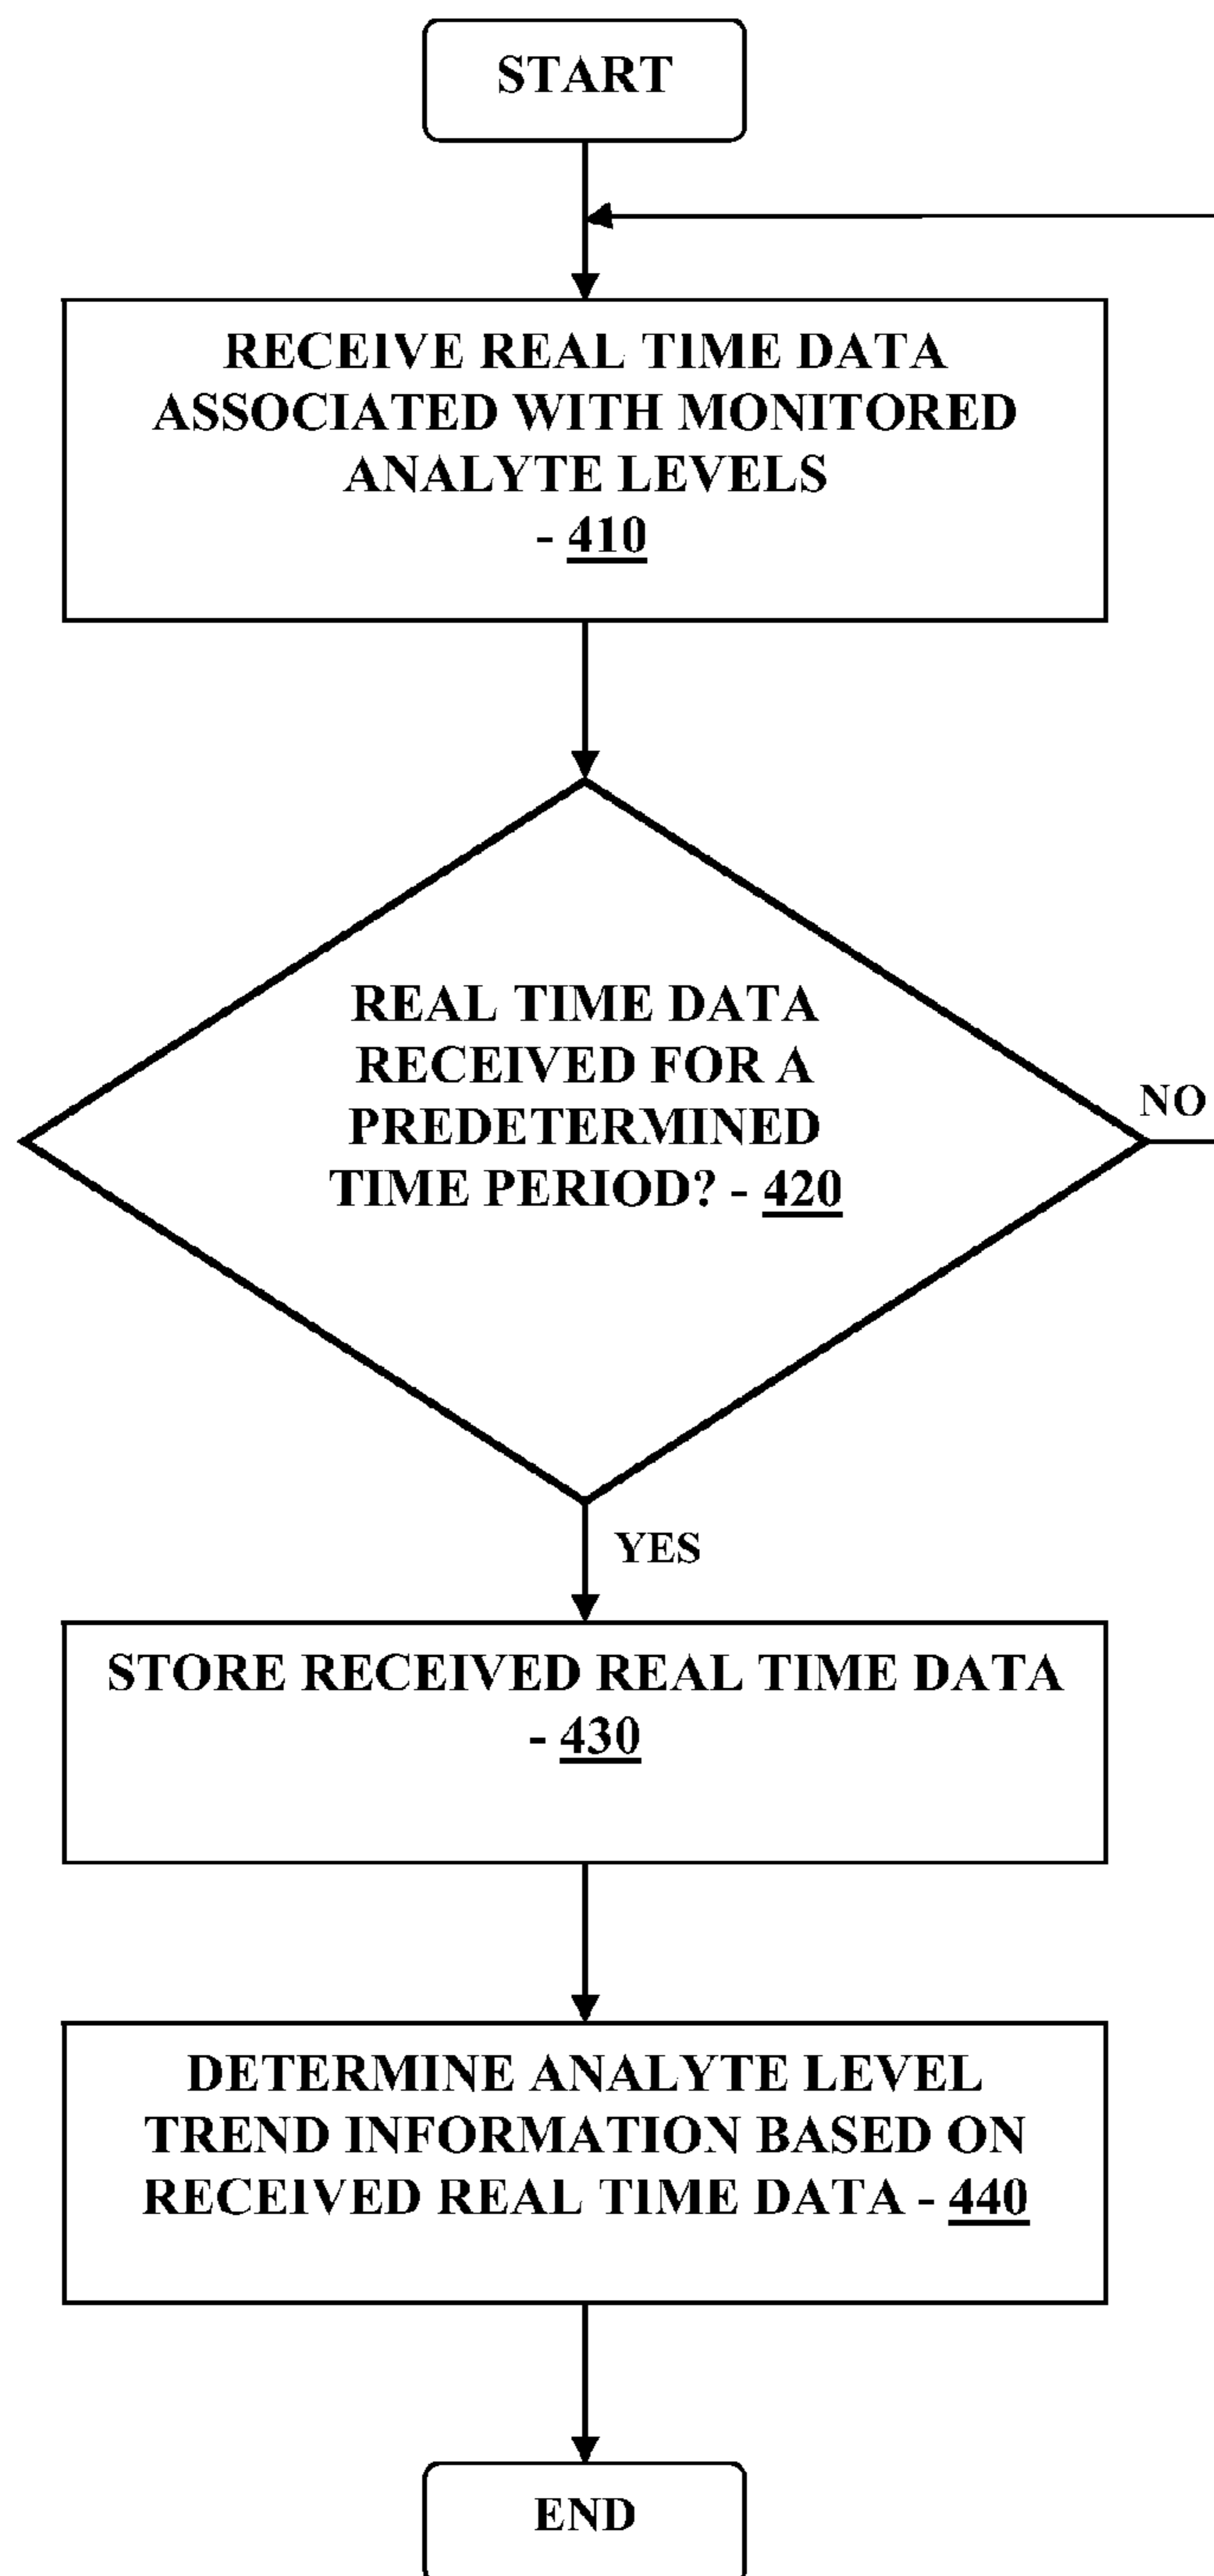 START
RECEIVE REAL TIME DATA
ASSOCIATED WITH MONITORED
ANALYTE LEVELS
- 410
REAL TIME DATA
RECEIVED FOR A
PREDETERMINED
TIME PERIOD? - 420
NO
YES
STORE RECEIVED REAL TIME DATA
- 430
DETERMINE ANALYTE LEVEL
TREND INFORMATION BASED ON
RECEIVED REAL TIME DATA - 440
END